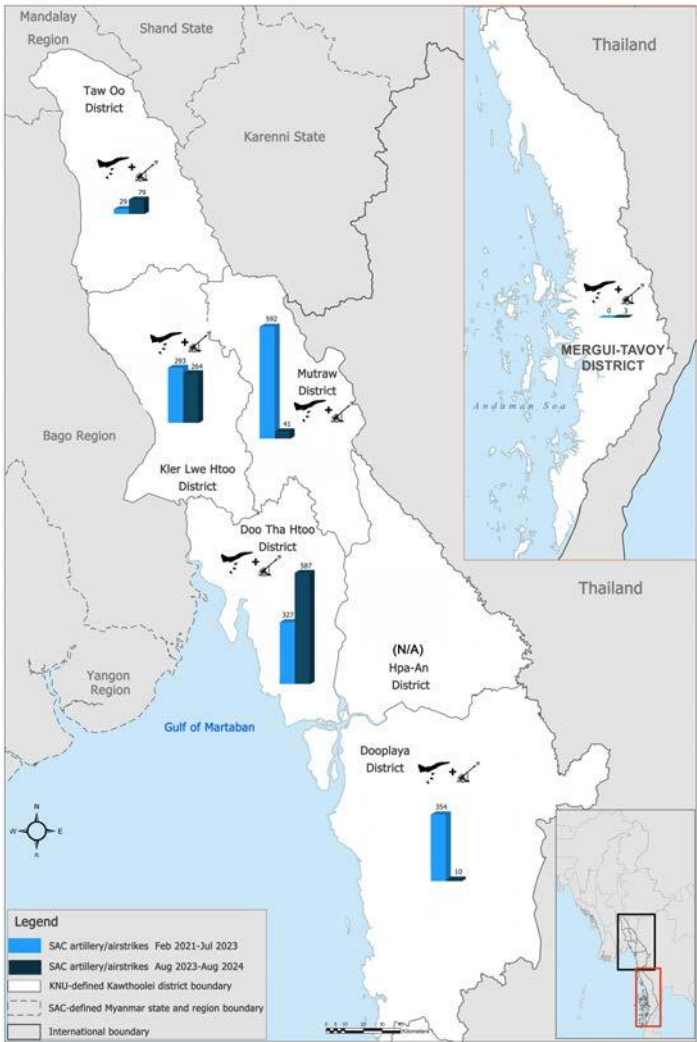 Mandalay
Region
Shand State
Taw Oo
District
Karenni State
29
79
293
264
592
41
Mutraw
District
Bago Region
Kler Lwe Htoo
District
Doo Tha Htoo
District
327
587
(N/A)
Hpa-An
District
Yangon
Region
Gulf of Martaban
Dooplaya
District
354
10
Thailand
Thailand
0
3
MERGUI-TAVOY
DISTRICT
Andaman Sea
N
W
E
Legend
SAC artillery/airstrikes Feb 2021-Jul 2023
SAC artillery/airstrikes Aug 2023-Aug 2024
KNU-defined Kawthoolei district boundary
SAC-defined Myanmar state and region boundary
International boundary
Kilometers